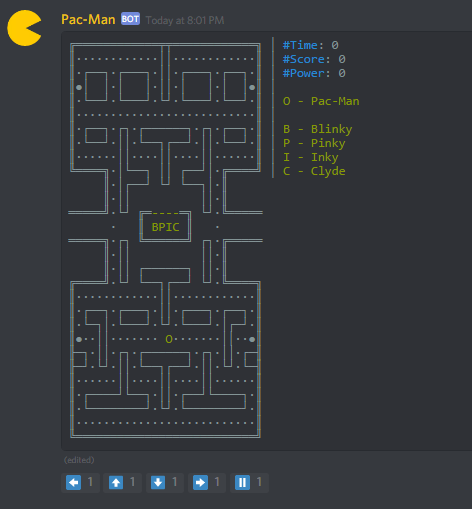 Pac-Man BOT Today at 8:01 PM
#Time: 0
#Score: 0
#Power: 0
O - Pac-Man
B - Blinky
P - Pinky
I - Inky
C - Clyde
BPIC
O
(edited)
1 1 1 1 1